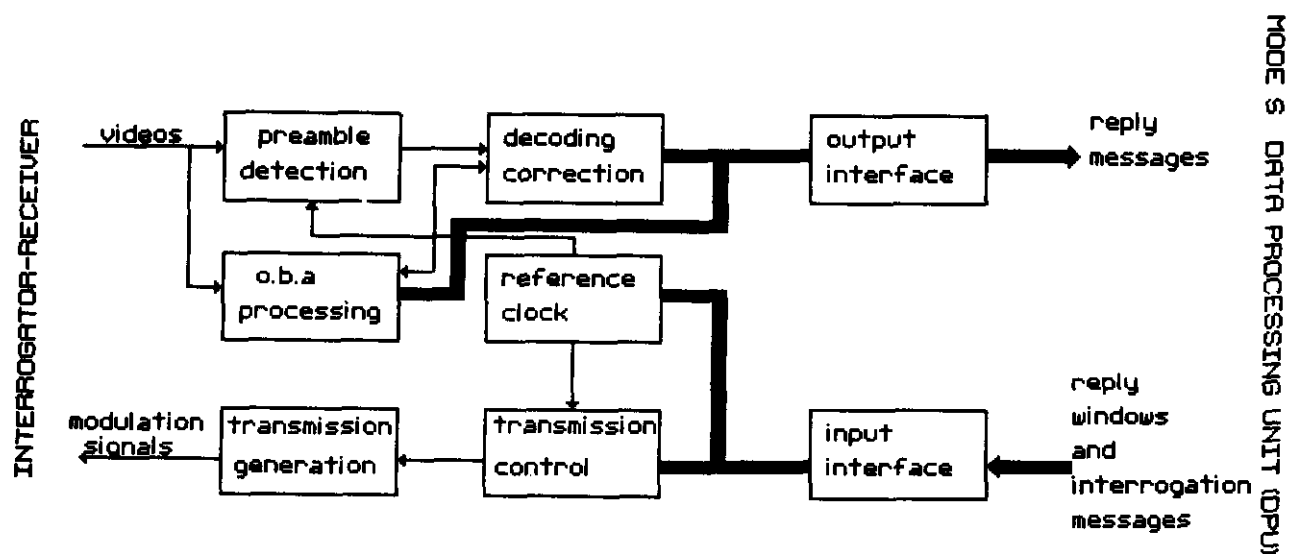 INTERROGATOR-RECEIVER
videos
preamble
detection
decoding
correction
output
interface
reply
messages
o.b.a
processing
reference
clock
modulation
signals
transmission
generation
transmission
control
input
interface
reply
windows
and
interrogation
messages
MODE S DATA PROCESSING UNIT (DPU)